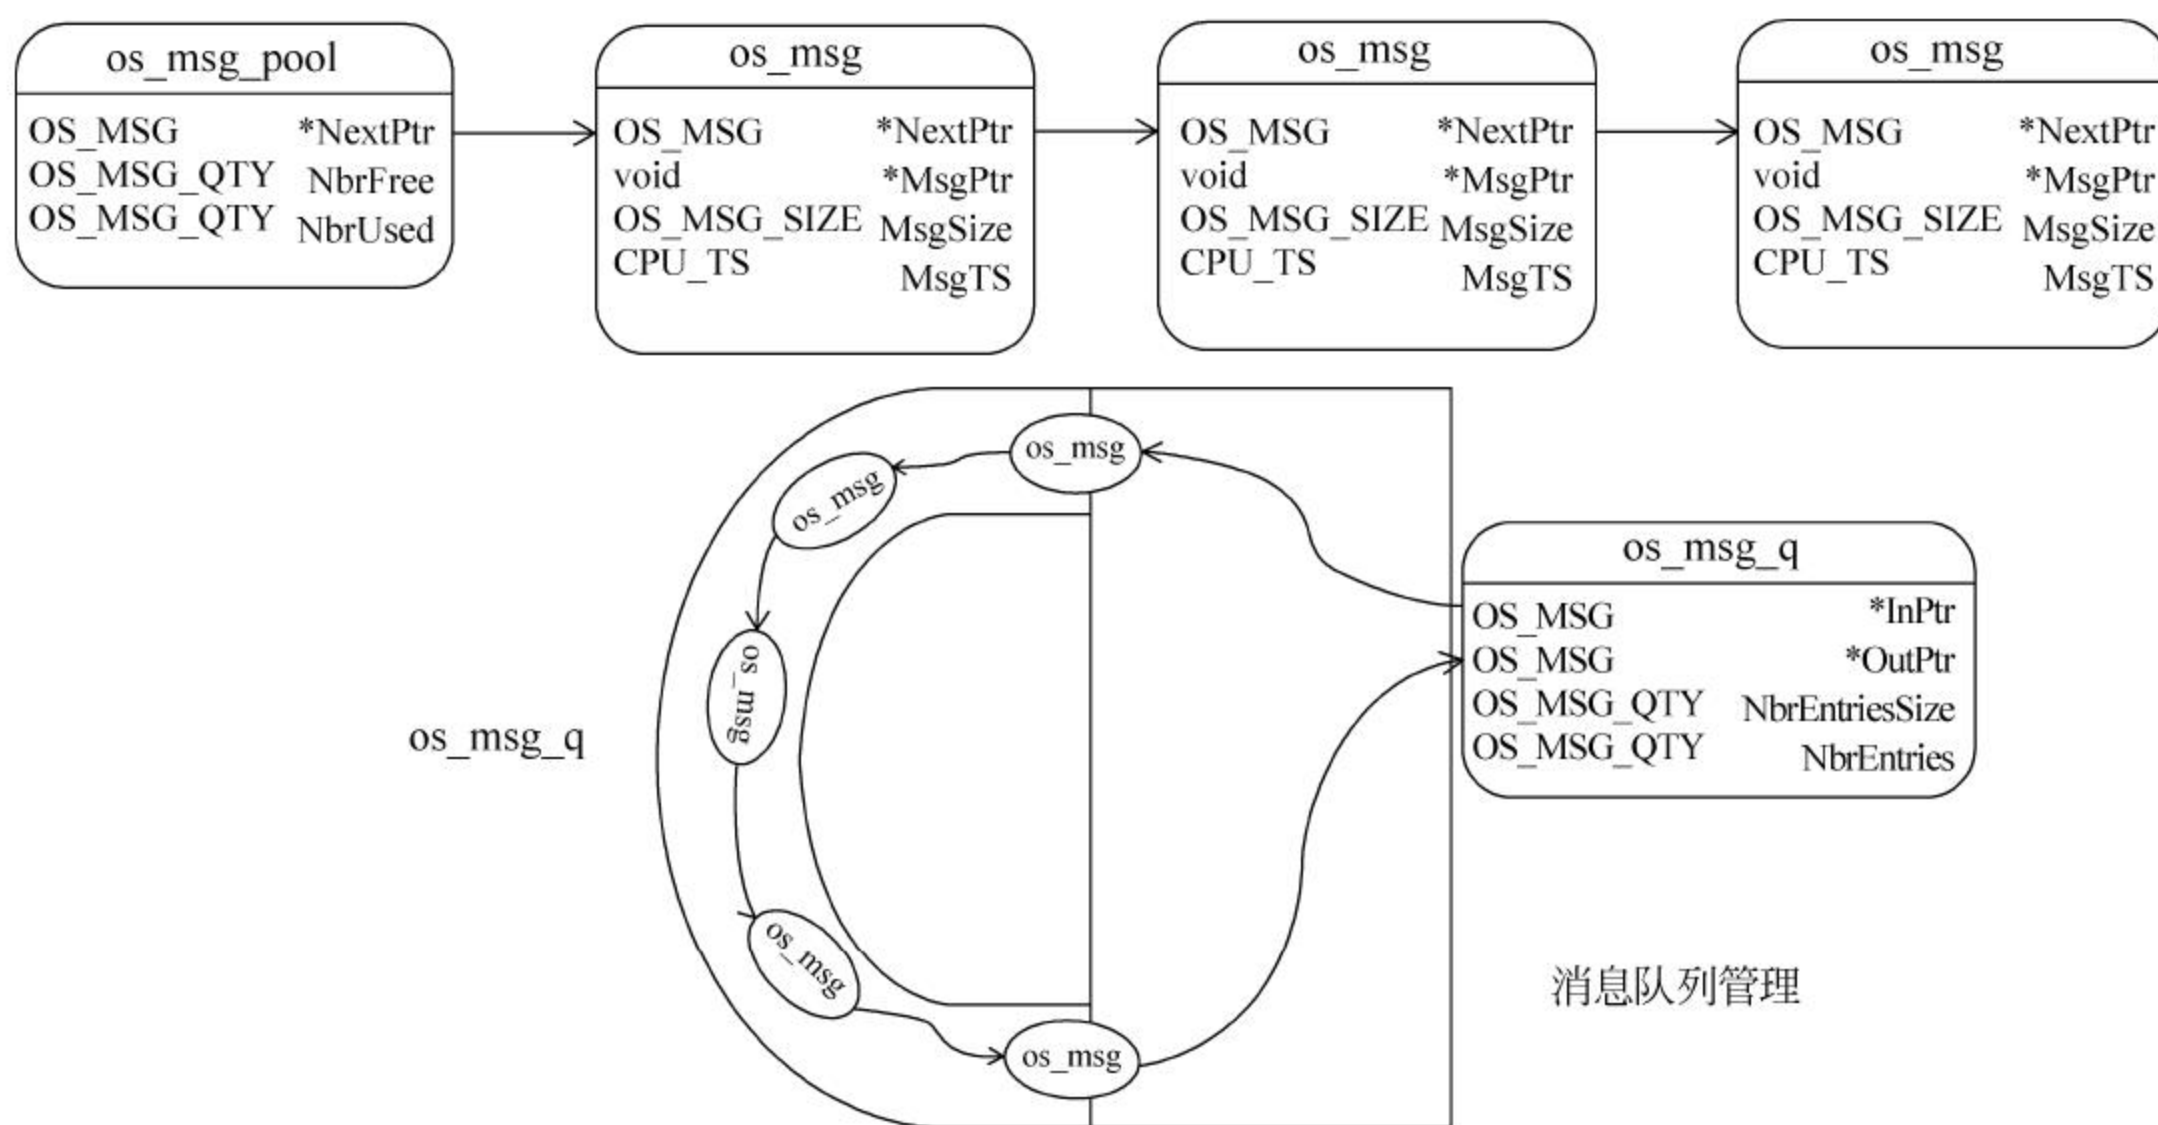 os_msg_pool
OS_MSG *NextPtr
OS_MSG_QTY NbrFree
OS_MSG_QTY NbrUsed
os_msg
OS_MSG *NextPtr
void *MsgPtr
OS_MSG_SIZE MsgSize
CPU_TS MsgTS
os_msg
OS_MSG *NextPtr
void *MsgPtr
OS_MSG_SIZE MsgSize
CPU_TS MsgTS
os_msg
OS_MSG *NextPtr
void *MsgPtr
OS_MSG_SIZE MsgSize
CPU_TS MsgTS
os_msg
os_msg
os_msg
os_msg
os_msg
os_msg_q
os_msg_q
OS_MSG *InPtr
OS_MSG *OutPtr
OS_MSG_QTY NbrEntriesSize
OS_MSG_QTY NbrEntries
消息队列管理